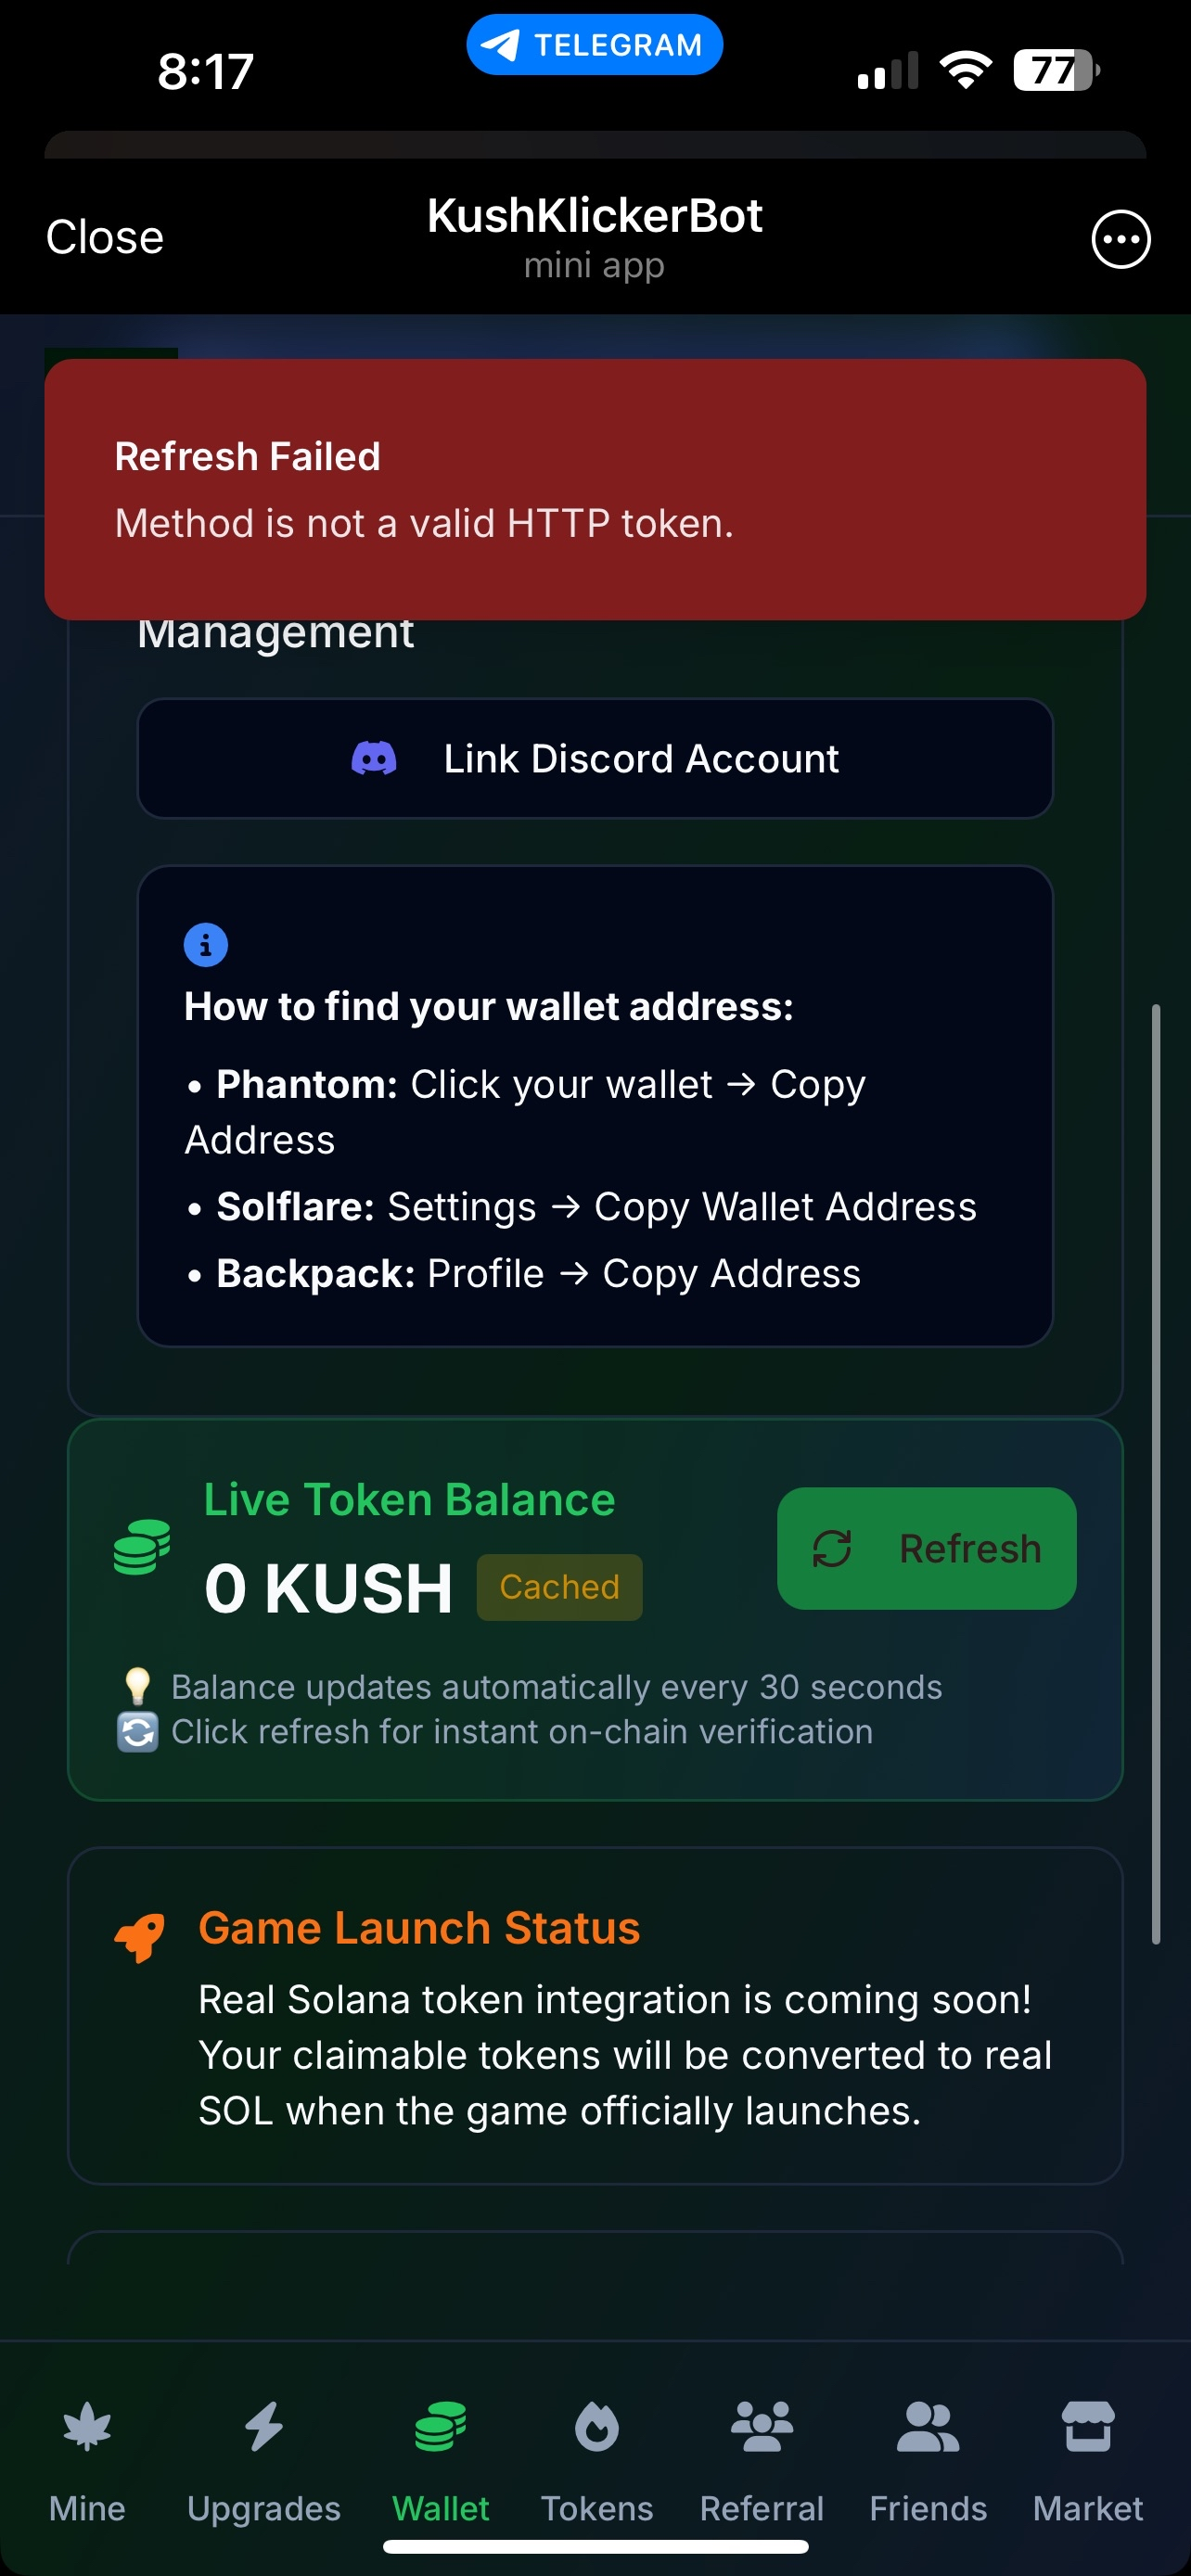 8:17
TELEGRAM
77
Close
KushKlickerBot
mini app
Refresh Failed
Method is not a valid HTTP token.
Management
Link Discord Account
How to find your wallet address:
• Phantom: Click your wallet → Copy
Address
• Solflare: Settings → Copy Wallet Address
• Backpack: Profile → Copy Address
Live Token Balance
0 KUSH
Cached
Refresh
💡 Balance updates automatically every 30 seconds
🔄 Click refresh for instant on-chain verification
Game Launch Status
Real Solana token integration is coming soon!
Your claimable tokens will be converted to real
SOL when the game officially launches.
Mine
Upgrades
Wallet
Tokens
Referral
Friends
Market